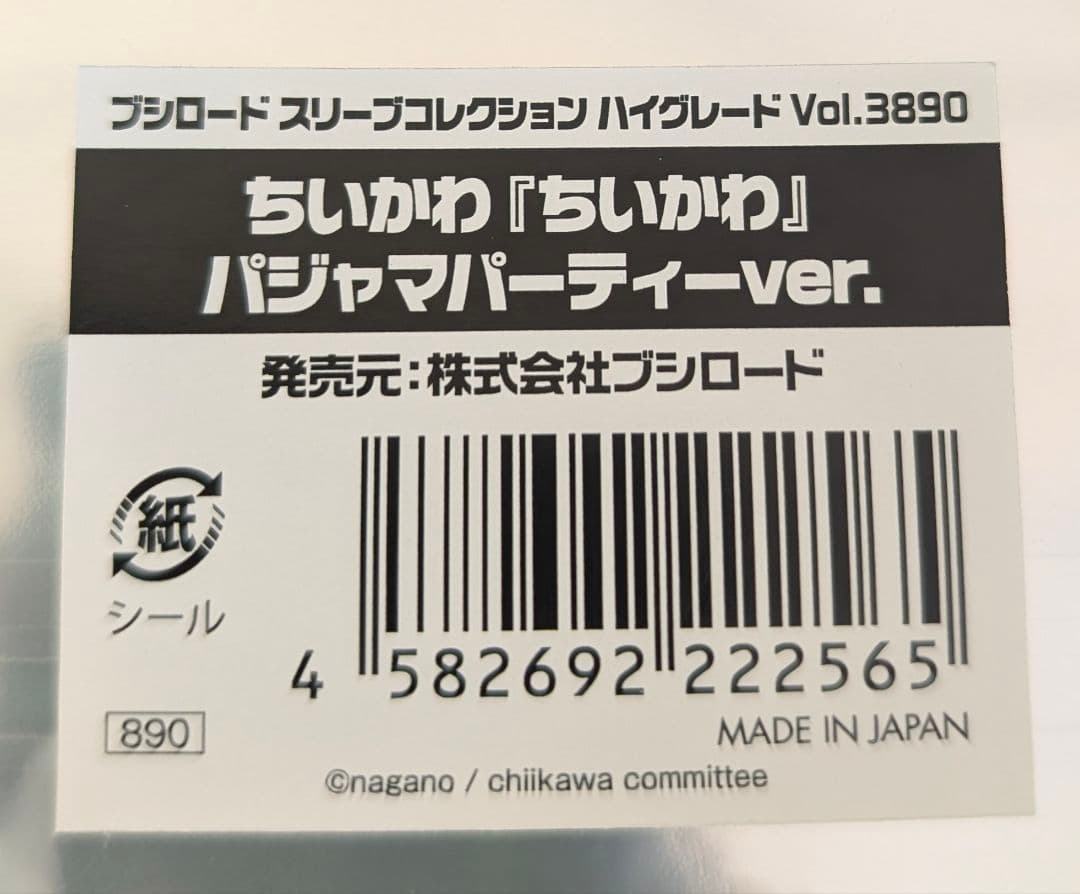 ブシロード スリーブコレクション ハイグレード Vol.3890
ちいかわ『ちいかわ』
パジャマパーティーver.
発売元:株式会社ブシロード
紙
シール
4 582692 222565
890
MADE IN JAPAN
©nagano / chiikawa committee